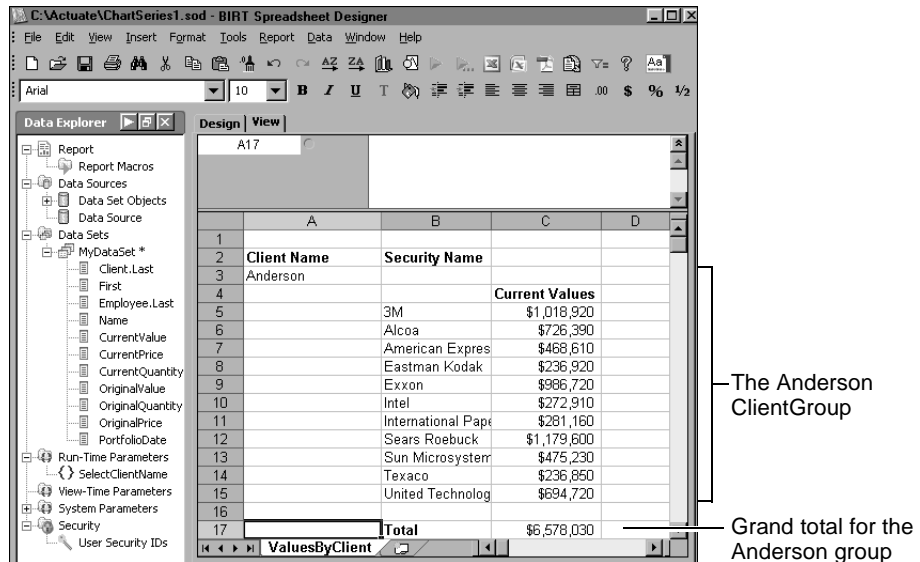 C:\Actuate\ChartSeries1.sod - BIRT Spreadsheet Designer
File Edit View Insert Format Tools Report Data Window Help
Arial 10 B I U T .00 $ % 1/2
Data Explorer
Design View
A17
Report
Report Macros
Data Sources
Data Set Objects
Data Source
Data Sets
MyDataSet *
Client.Last
First
Employee.Last
Name
CurrentValue
CurrentPrice
CurrentQuantity
OriginalValue
OriginalQuantity
OriginalPrice
PortfolioDate
Run-Time Parameters
SelectClientName
View-Time Parameters
System Parameters
Security
User Security IDs
A B C D
1
2 Client Name Security Name
3 Anderson
4 Current Values
5 3M $1,018,920
6 Alcoa $726,390
7 American Expres $468,610
8 Eastman Kodak $236,920
9 Exxon $986,720
10 Intel $272,910
11 International Pape $281,160
12 Sears Roebuck $1,179,600
13 Sun Microsystem $475,230
14 Texaco $236,850
15 United Technolog $694,720
16
17 Total $6,578,030
ValuesByClient
The Anderson
ClientGroup
Grand total for the
Anderson group